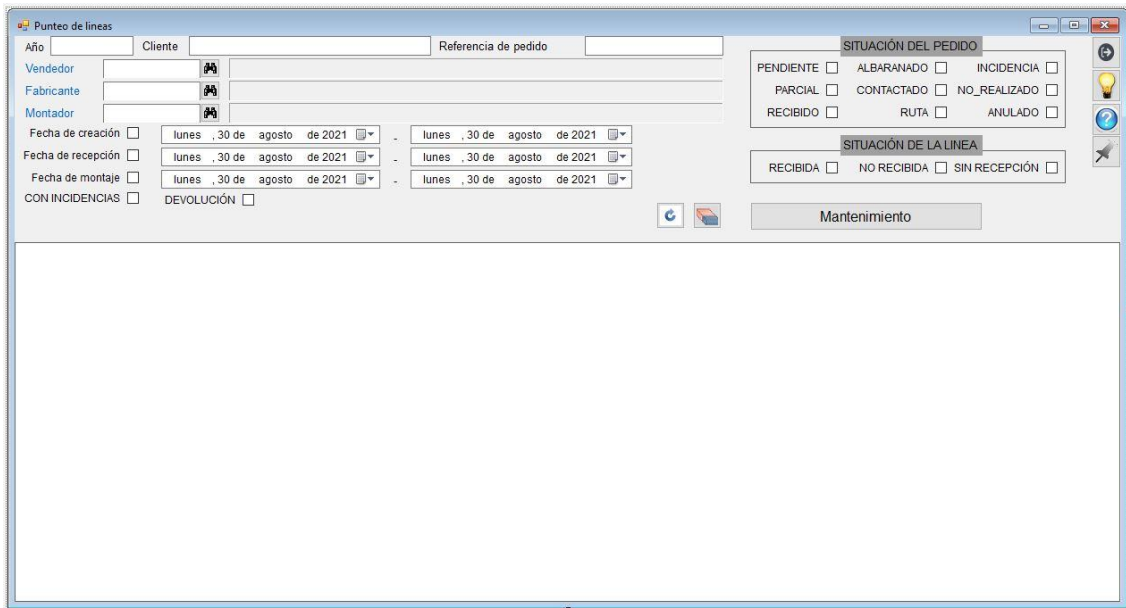 Punteo de lineas
Año Cliente Referencia de pedido
Vendedor
Fabricante
Montador
Fecha de creación lunes , 30 de agosto de 2021 - lunes , 30 de agosto de 2021
Fecha de recepción lunes , 30 de agosto de 2021 - lunes , 30 de agosto de 2021
Fecha de montaje lunes , 30 de agosto de 2021 - lunes , 30 de agosto de 2021
CON INCIDENCIAS DEVOLUCIÓN
SITUACIÓN DEL PEDIDO
PENDIENTE ALBARANADO INCIDENCIA
PARCIAL CONTACTADO NO_REALIZADO
RECIBIDO RUTA ANULADO
SITUACIÓN DE LA LINEA
RECIBIDA NO RECIBIDA SIN RECEPCIÓN
Mantenimiento